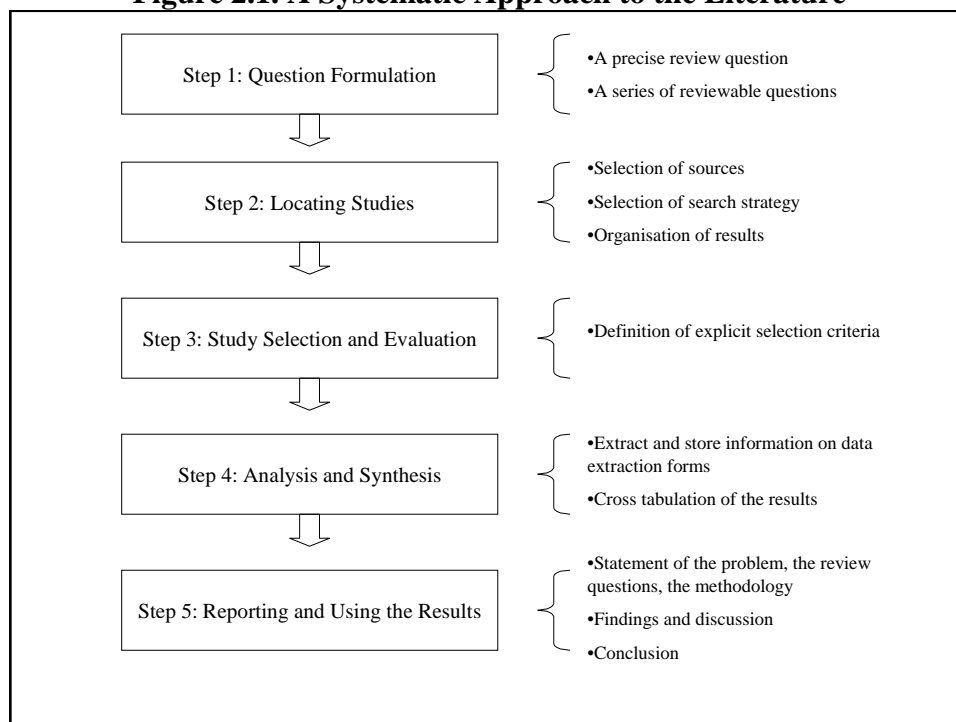 Figure 2.1. A Systematic Approach to the Literature
Step 1: Question Formulation
•A precise review question
•A series of reviewable questions
Step 2: Locating Studies
•Selection of sources
•Selection of search strategy
•Organisation of results
Step 3: Study Selection and Evaluation
•Definition of explicit selection criteria
Step 4: Analysis and Synthesis
•Extract and store information on data
extraction forms
•Cross tabulation of the results
Step 5: Reporting and Using the Results
•Statement of the problem, the review
questions, the methodology
•Findings and discussion
•Conclusion